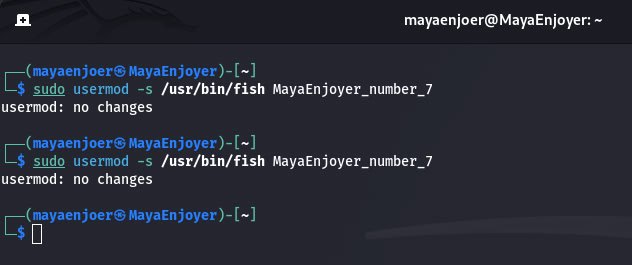 mayaenjoer@MayaEnjoyer: ~
┌──(mayaenjoer㉿MayaEnjoyer)-[~]
└─$ sudo usermod -s /usr/bin/fish MayaEnjoyer_number_7
usermod: no changes
┌──(mayaenjoer㉿MayaEnjoyer)-[~]
└─$ sudo usermod -s /usr/bin/fish MayaEnjoyer_number_7
usermod: no changes
┌──(mayaenjoer㉿MayaEnjoyer)-[~]
└─$